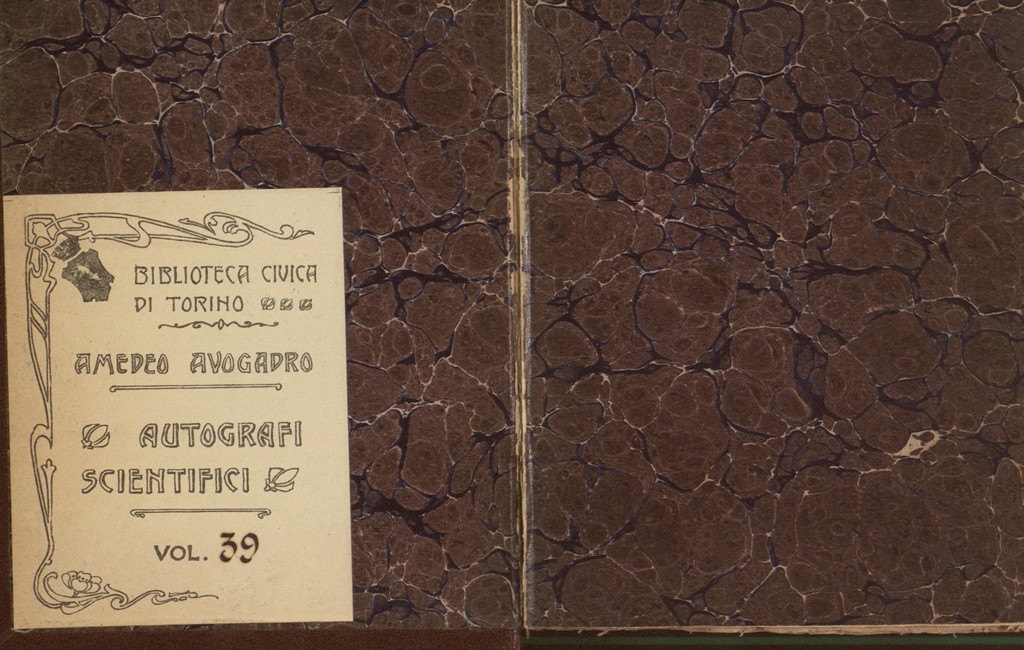 BIBLIOTECA CIVICA
DI TORINO
AMEDEO AVOGADRO
AUTOGRAFI
SCIENTIFICI
VOL. 39